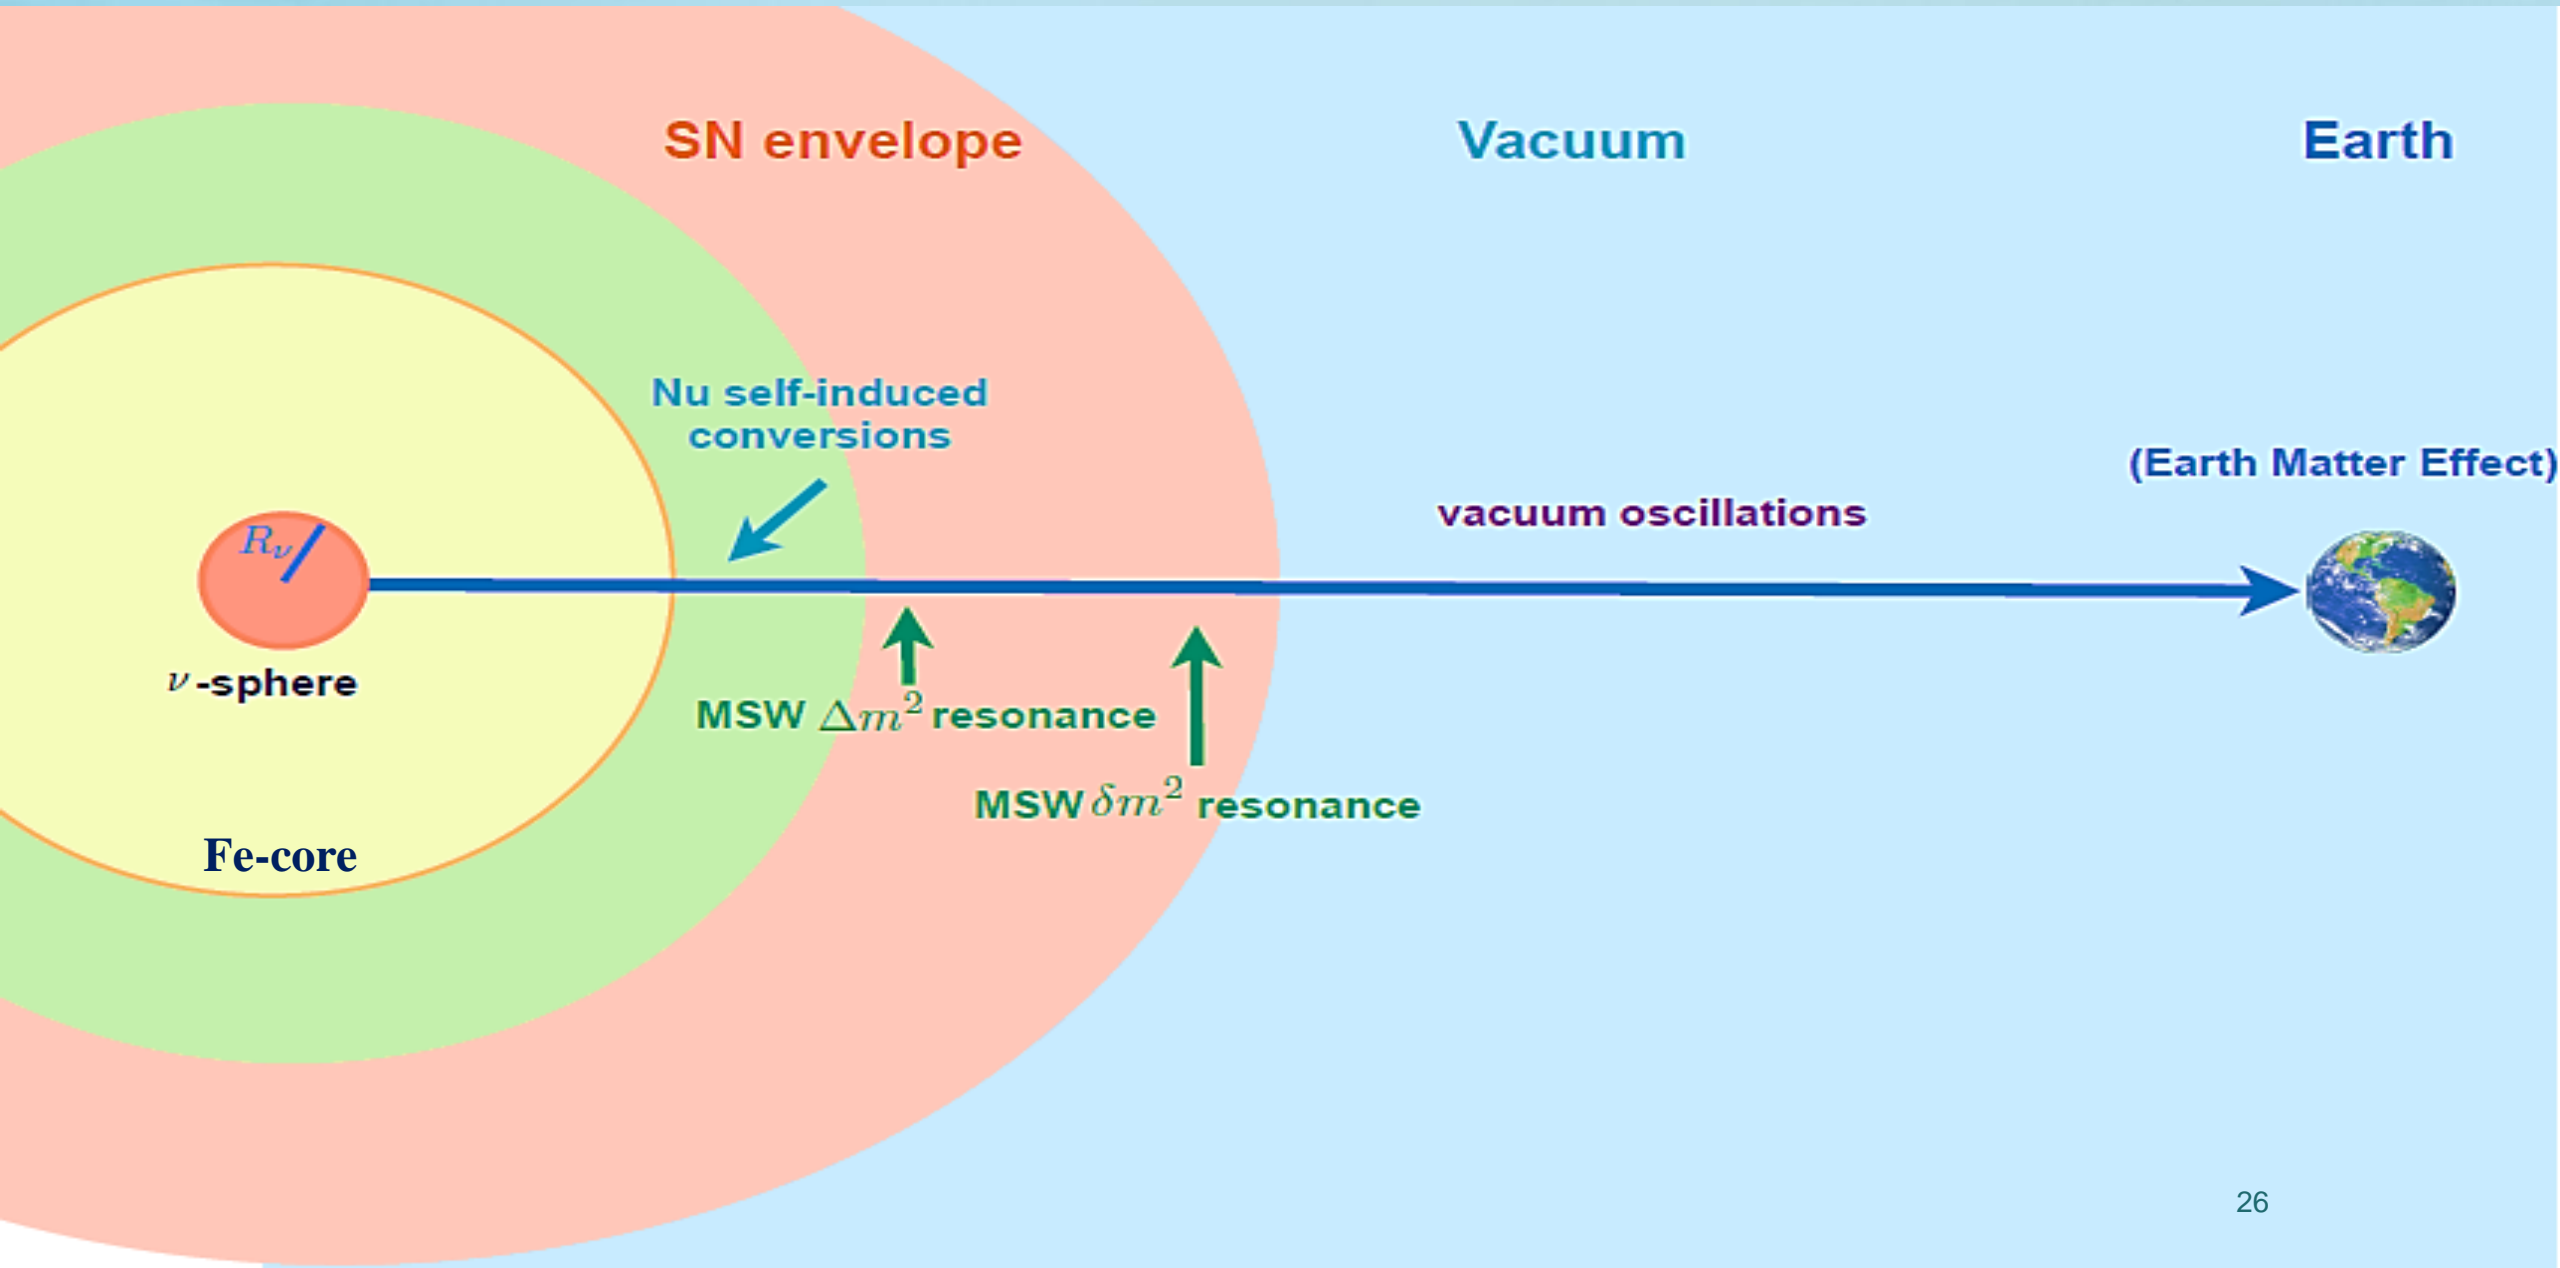 SN envelope
Vacuum
Earth
Nu self-induced
conversions
(Earth Matter Effect)
vacuum oscillations
Rν
ν-sphere
MSW Δm² resonance
MSW δm² resonance
Fe-core
26